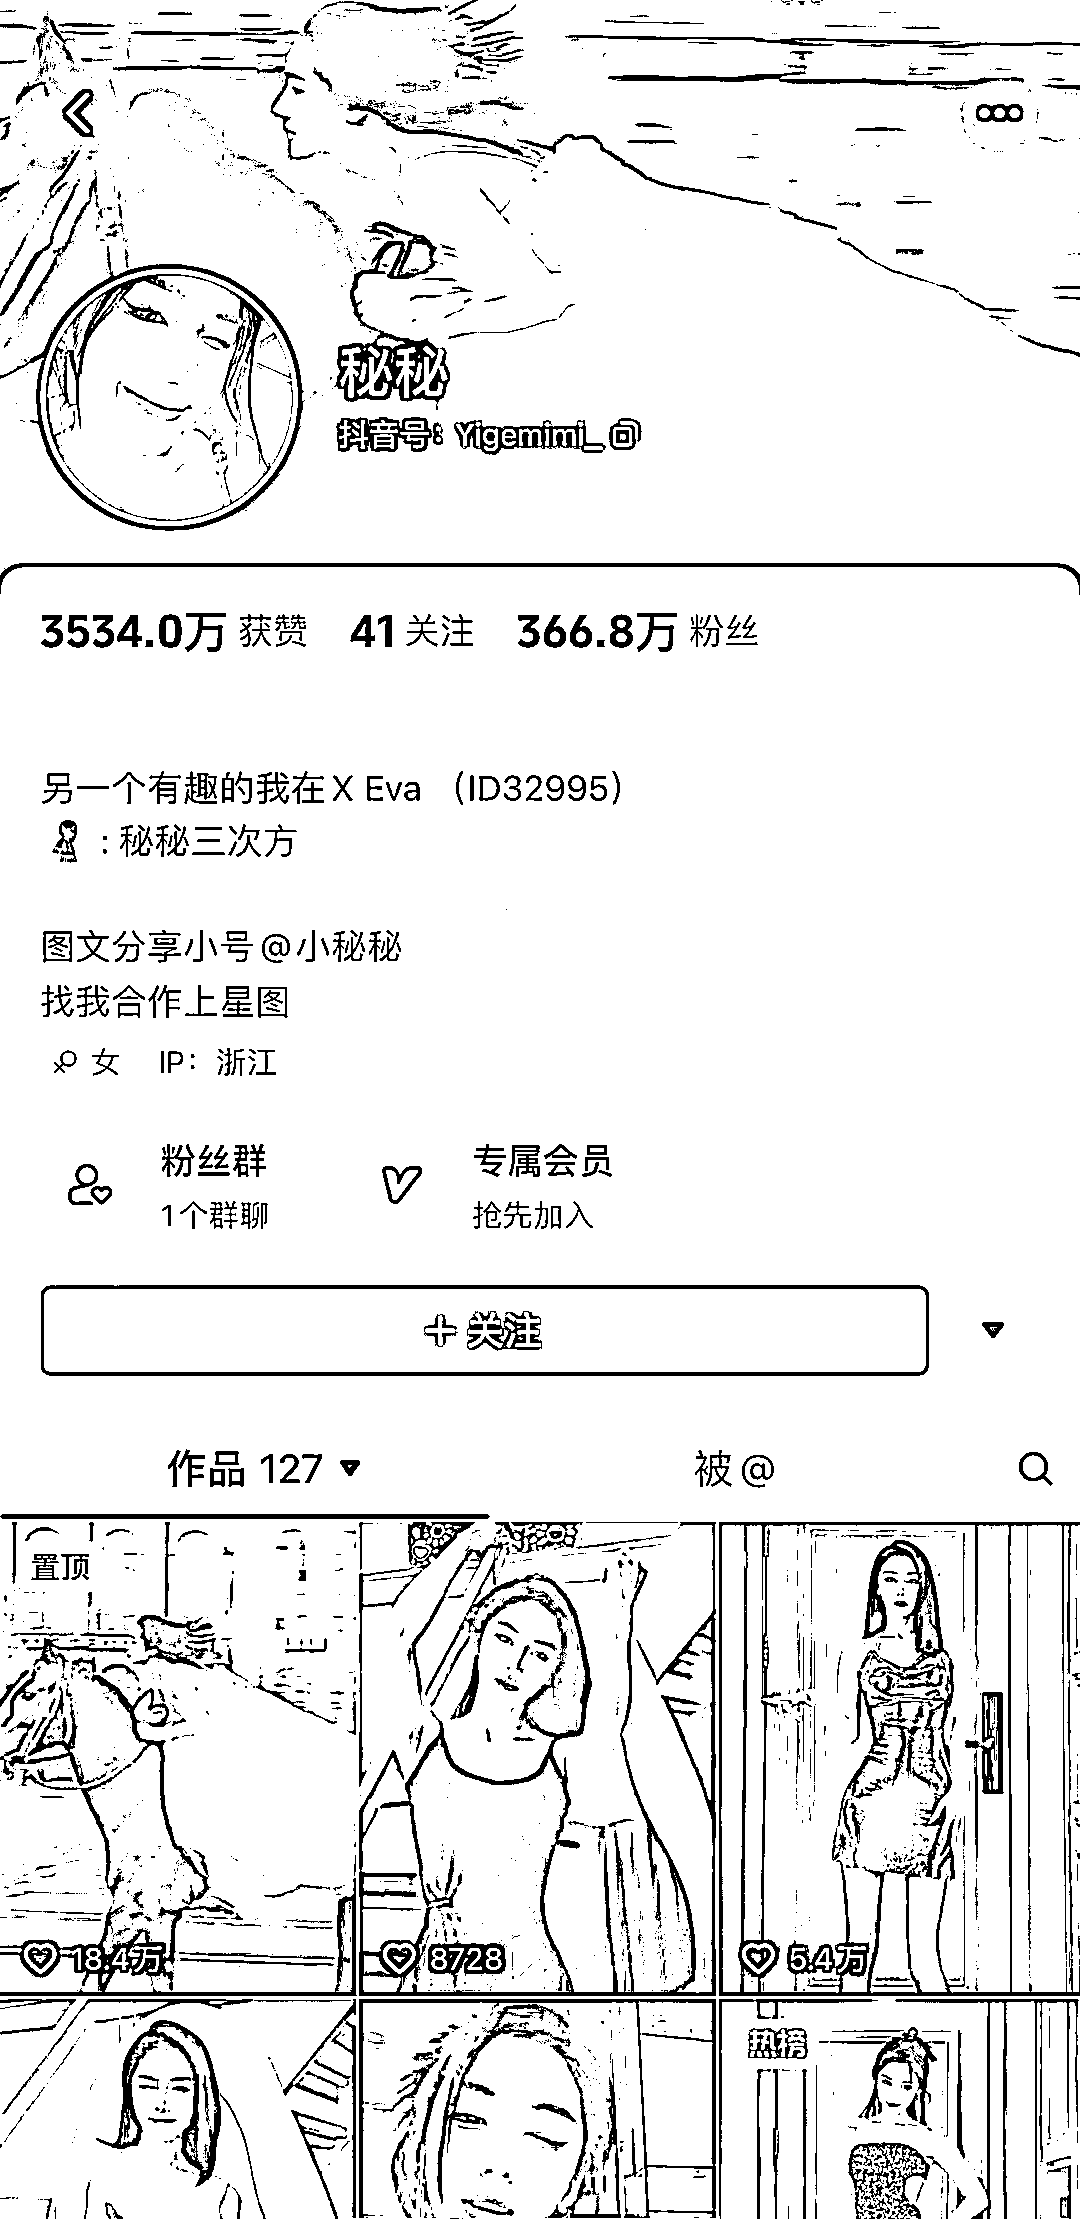 秘秘
抖音号：Yigemimi_
3534.0万 获赞 41 关注 366.8万 粉丝
另一个有趣的我在X Eva （ID32995）
：秘秘三次方
图文分享小号@小秘秘
找我合作上星图
女 IP：浙江
粉丝群 专属会员
1个群聊 抢先加入
+ 关注
作品 127 被@
置顶
18.4万 8728 5.4万
热榜